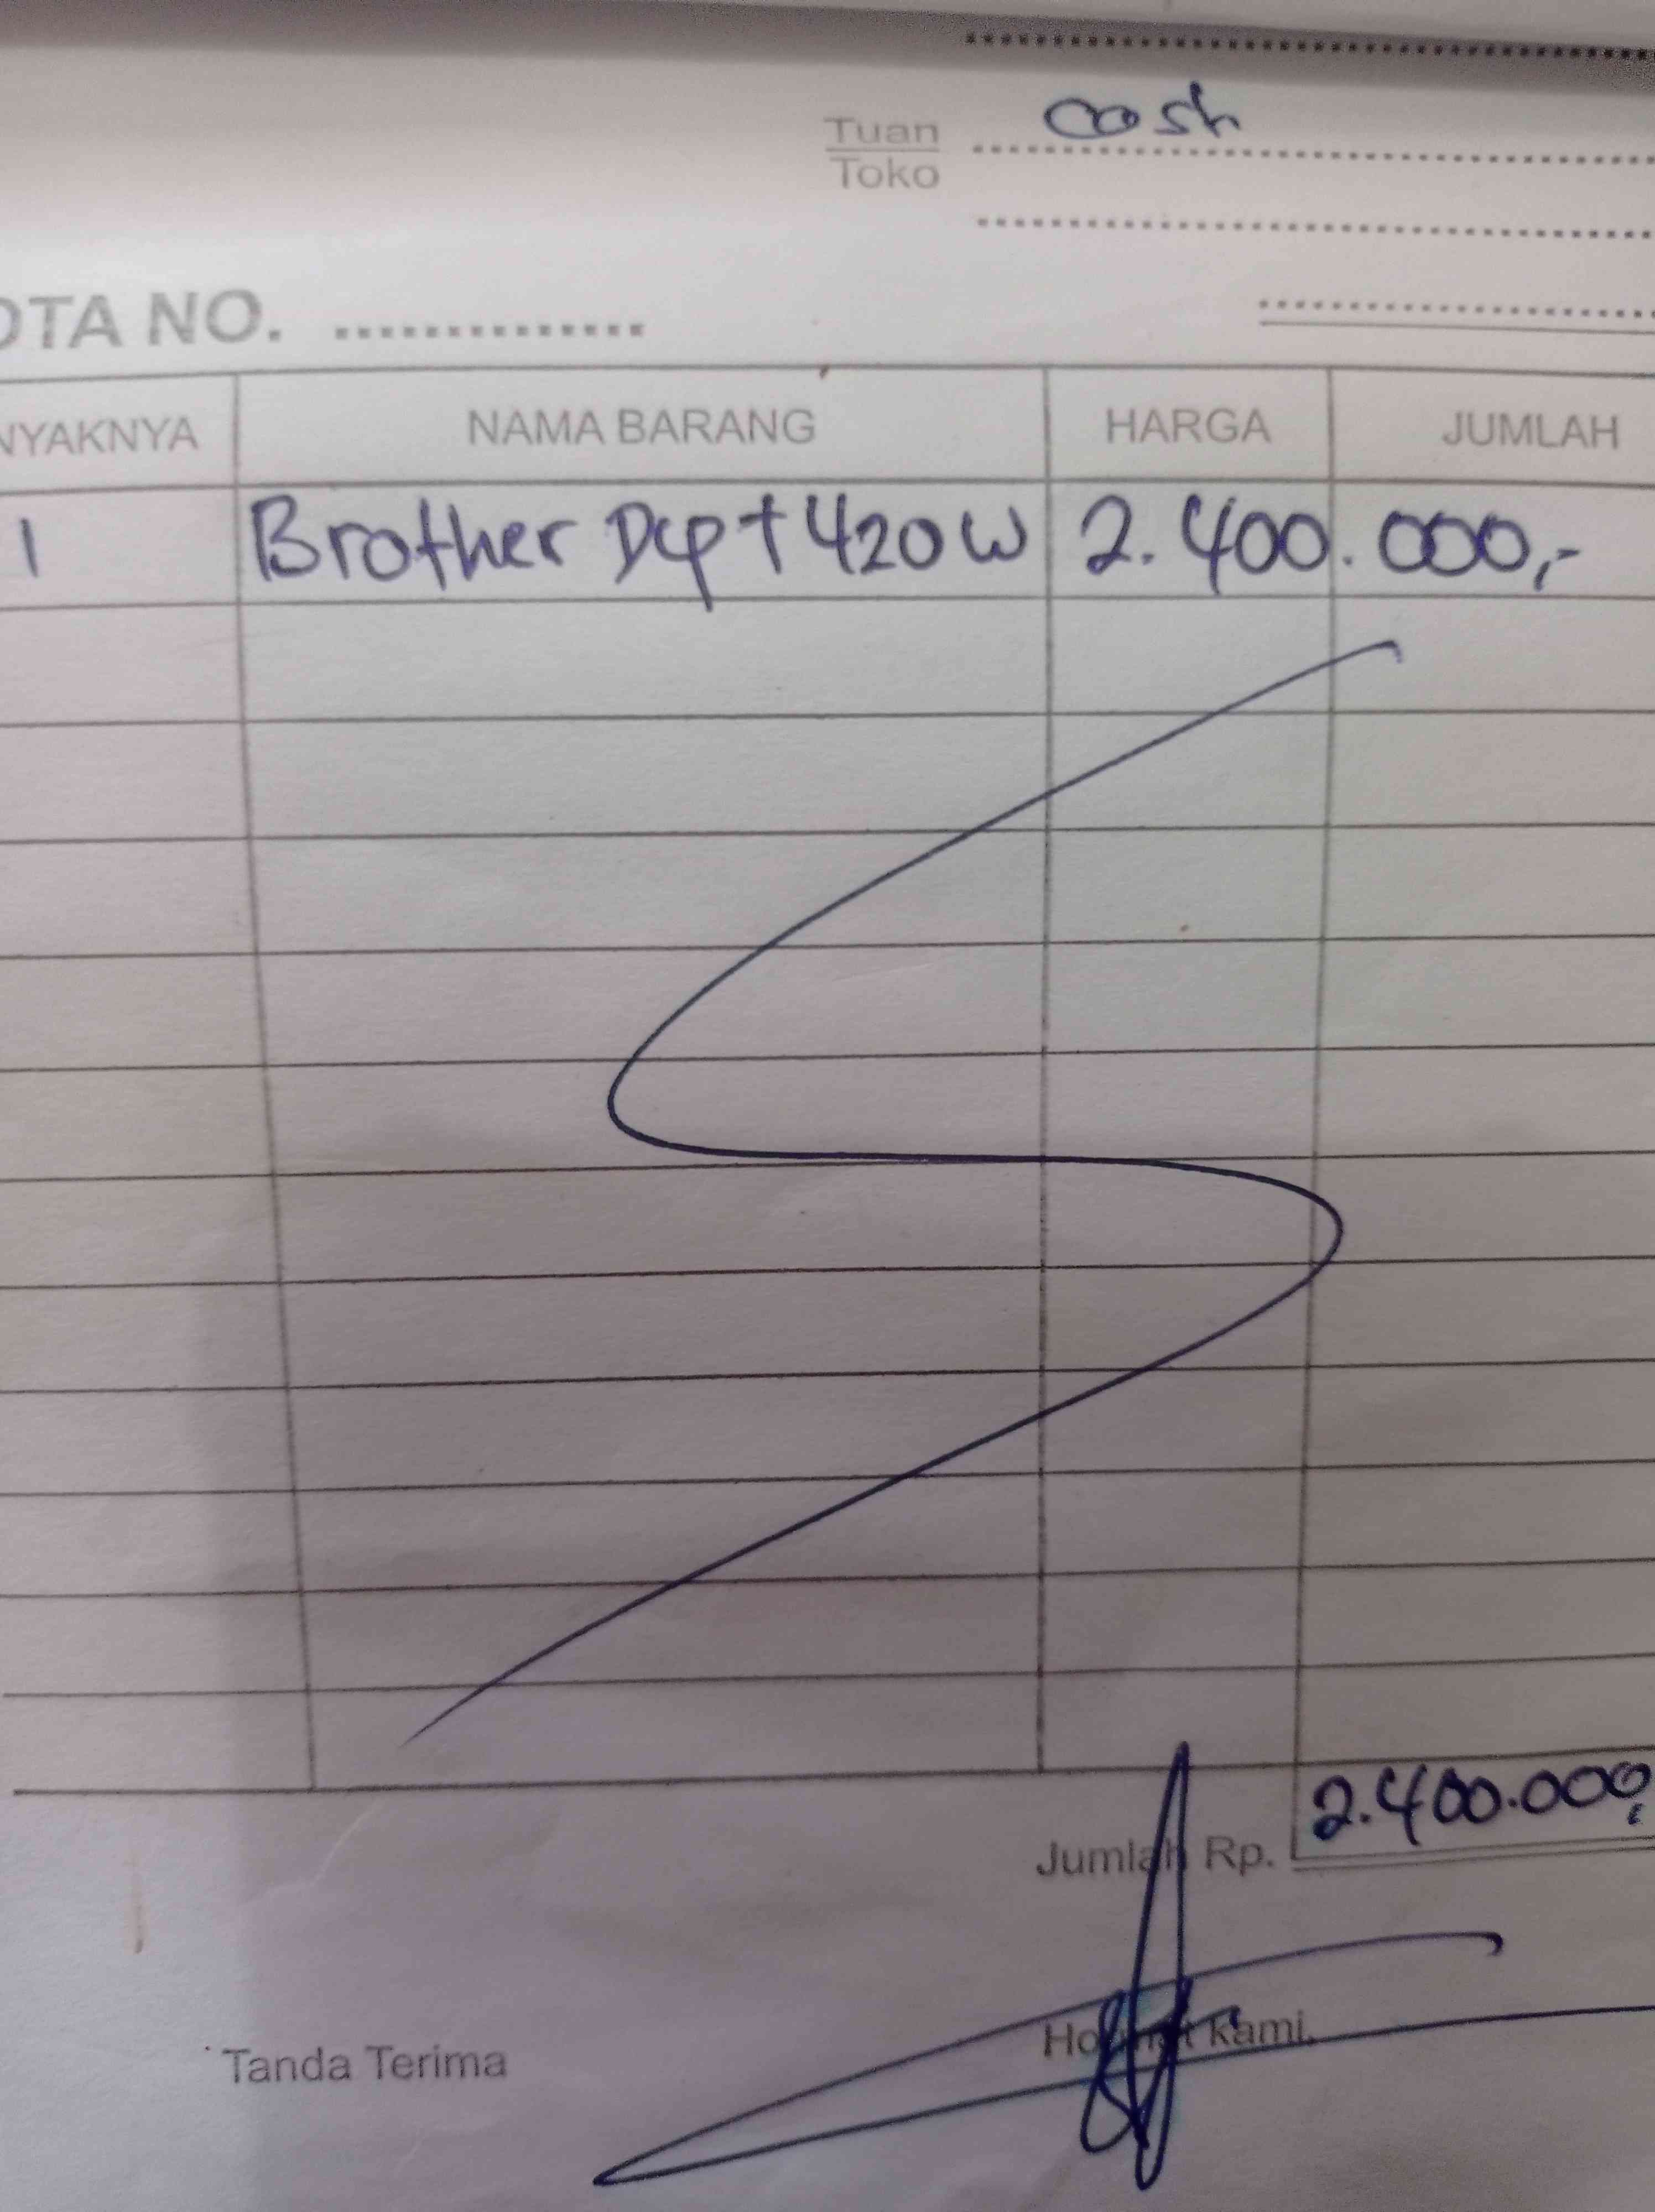 Tuan cash
Toko
OTA NO. ..............
NYAKNYA NAMA BARANG HARGA JUMLAH
1 Brother Dcp t 420 W 2.400.000,-
Jumlah Rp. 2.400.000,
Tanda Terima Hormat kami,